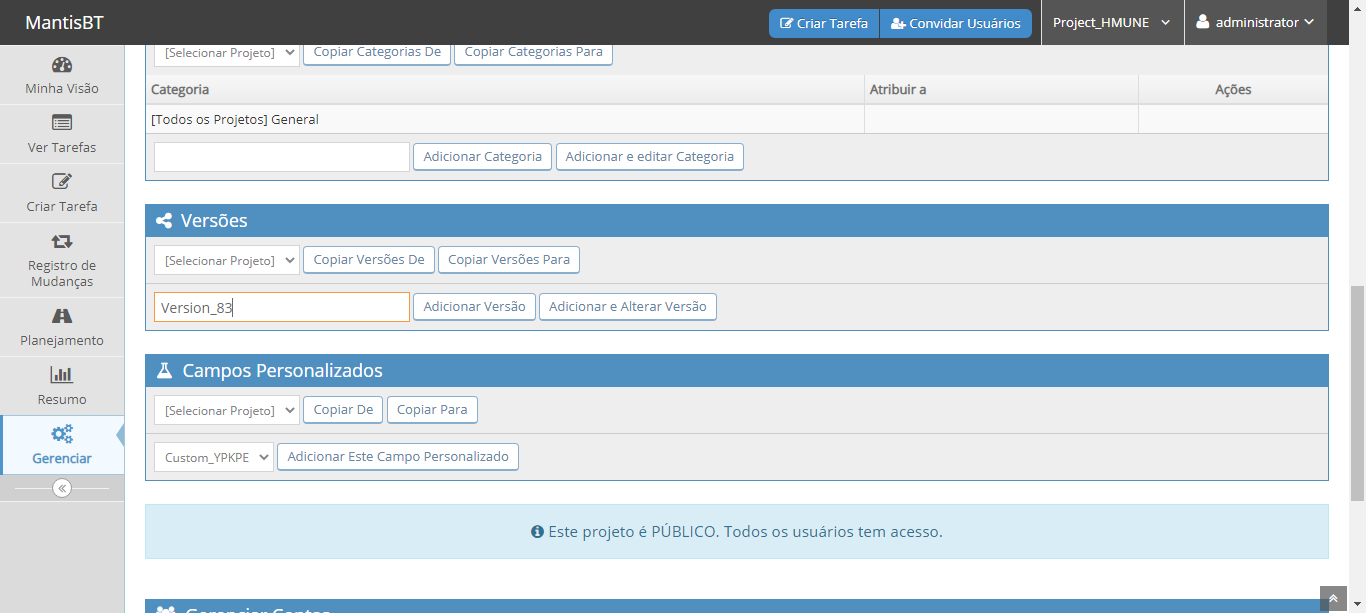 MantisBT
Criar Tarefa
Convidar Usuários
Project_HMUNE
administrator
Minha Visão
Ver Tarefas
Criar Tarefa
Registro de
Mudanças
Planejamento
Resumo
Gerenciar
[Selecionar Projeto] Copiar Categorias De Copiar Categorias Para
Categoria Atribuir a Ações
[Todos os Projetos] General
Adicionar Categoria Adicionar e editar Categoria
Versões
[Selecionar Projeto] Copiar Versões De Copiar Versões Para
Version_83 Adicionar Versão Adicionar e Alterar Versão
Campos Personalizados
[Selecionar Projeto] Copiar De Copiar Para
Custom_YPKPE Adicionar Este Campo Personalizado
Este projeto é PÚBLICO. Todos os usuários tem acesso.
Gerenciar Contas